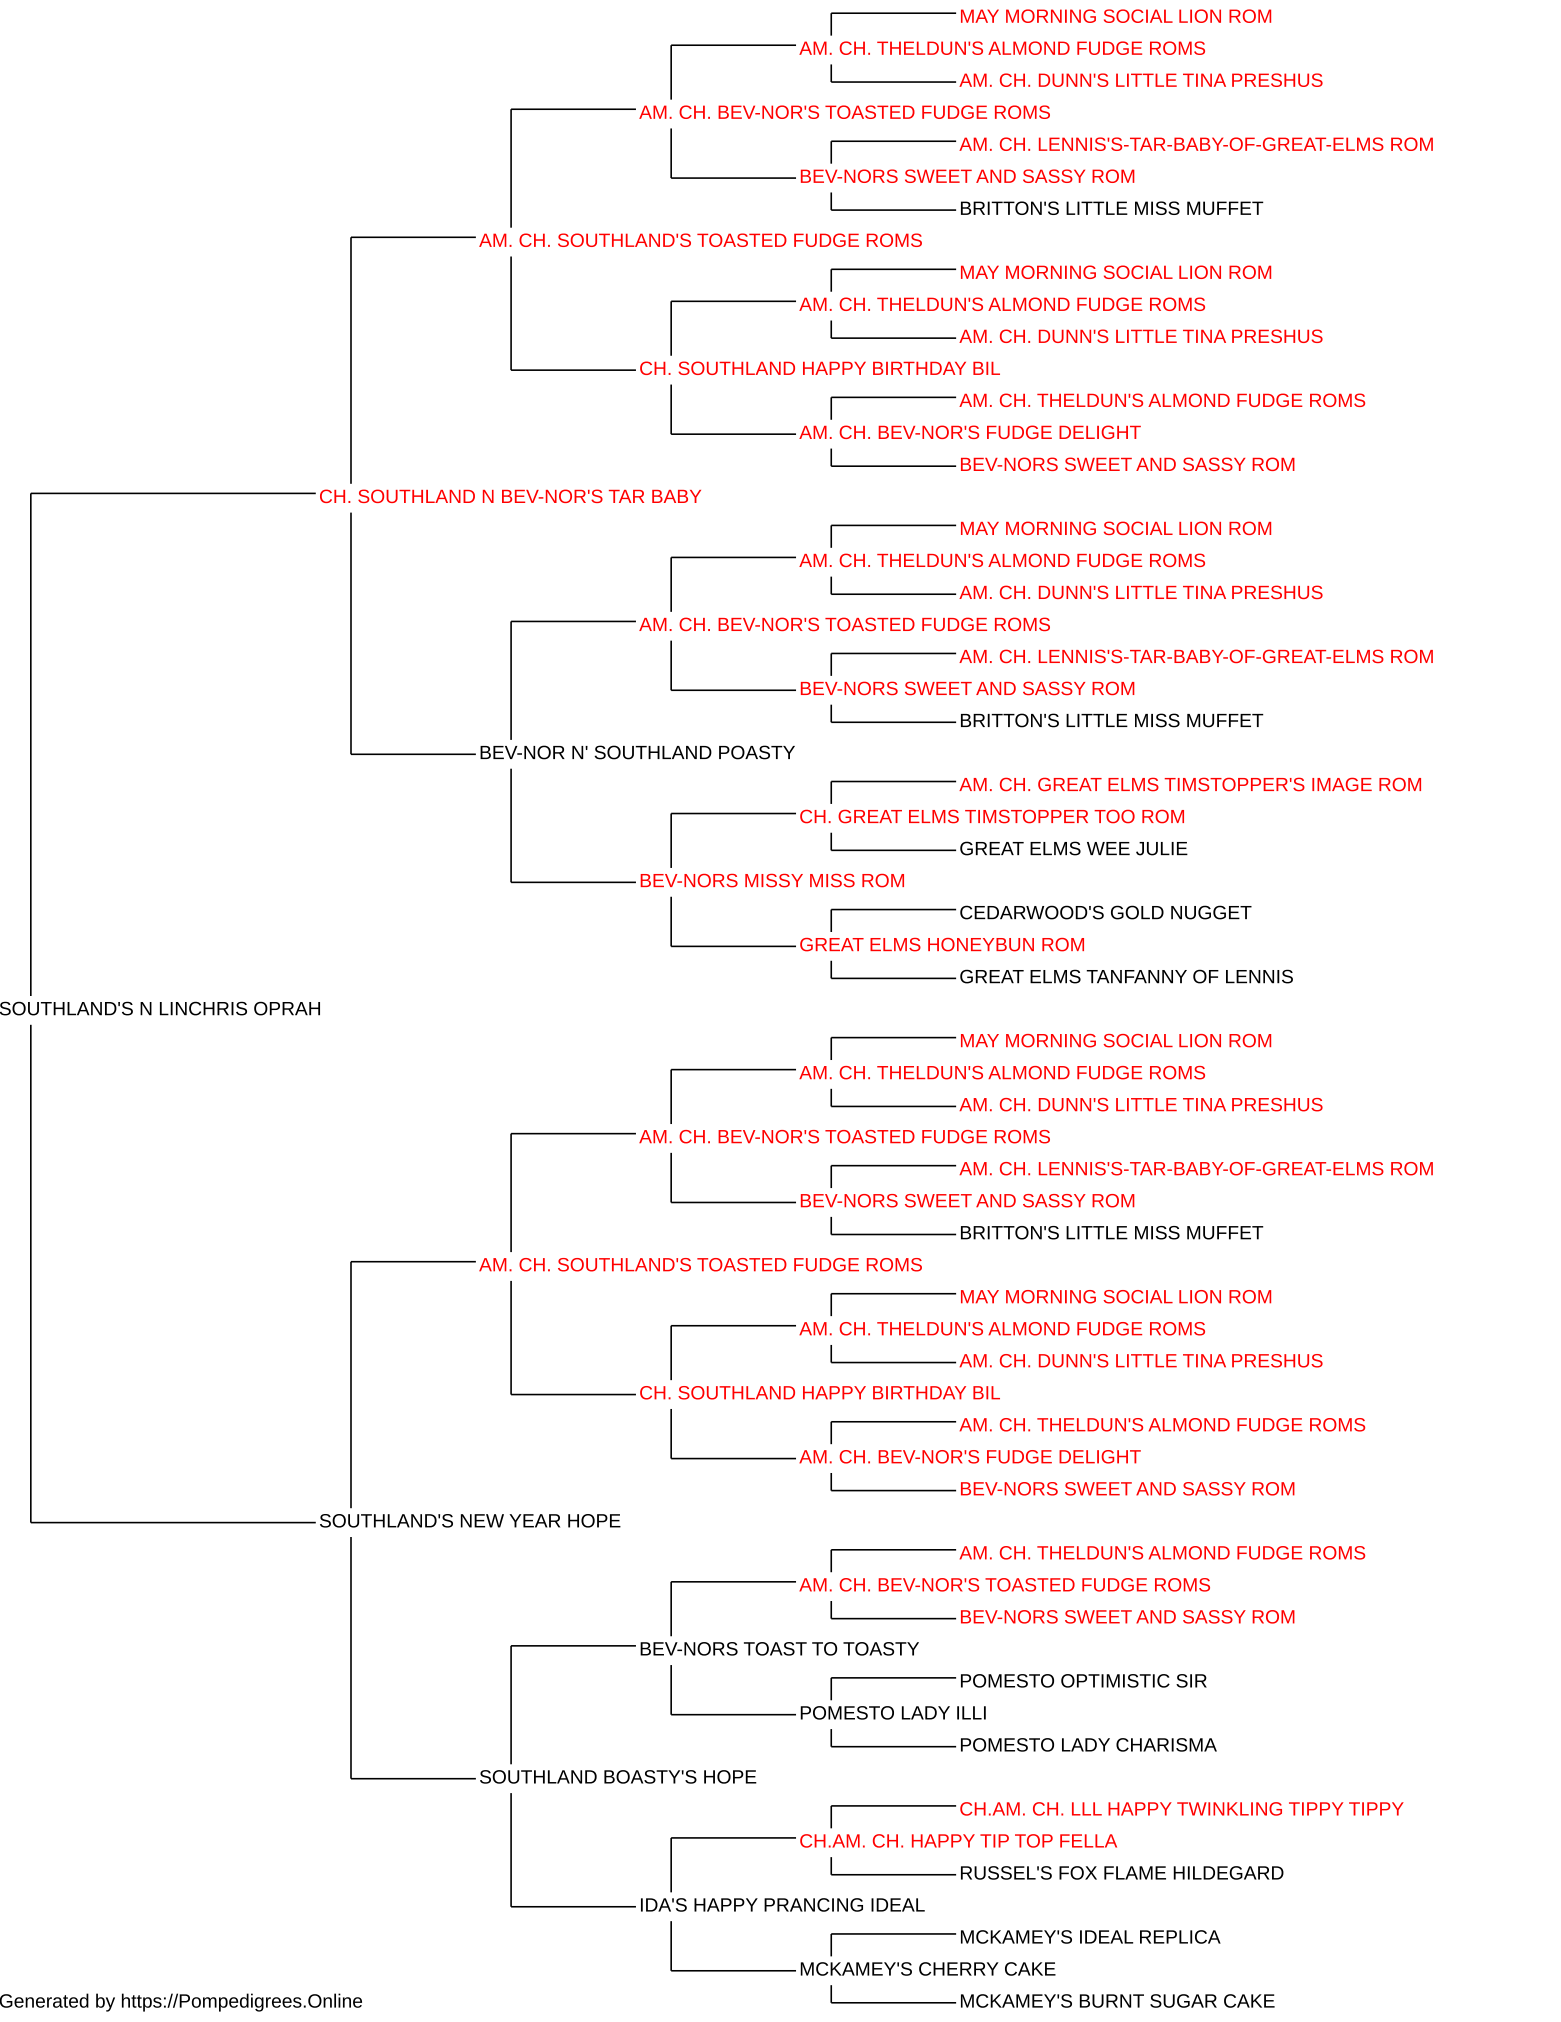 MAY MORNING SOCIAL LION ROM
AM. CH. THELDUN'S ALMOND FUDGE ROMS
AM. CH. DUNN'S LITTLE TINA PRESHUS
AM. CH. BEV-NOR'S TOASTED FUDGE ROMS
AM. CH. LENNIS'S-TAR-BABY-OF-GREAT-ELMS ROM
BEV-NORS SWEET AND SASSY ROM
BRITTON'S LITTLE MISS MUFFET
AM. CH. SOUTHLAND'S TOASTED FUDGE ROMS
MAY MORNING SOCIAL LION ROM
AM. CH. THELDUN'S ALMOND FUDGE ROMS
AM. CH. DUNN'S LITTLE TINA PRESHUS
CH. SOUTHLAND HAPPY BIRTHDAY BIL
AM. CH. THELDUN'S ALMOND FUDGE ROMS
AM. CH. BEV-NOR'S FUDGE DELIGHT
BEV-NORS SWEET AND SASSY ROM
CH. SOUTHLAND N BEV-NOR'S TAR BABY
MAY MORNING SOCIAL LION ROM
AM. CH. THELDUN'S ALMOND FUDGE ROMS
AM. CH. DUNN'S LITTLE TINA PRESHUS
AM. CH. BEV-NOR'S TOASTED FUDGE ROMS
AM. CH. LENNIS'S-TAR-BABY-OF-GREAT-ELMS ROM
BEV-NORS SWEET AND SASSY ROM
BRITTON'S LITTLE MISS MUFFET
BEV-NOR N' SOUTHLAND POASTY
AM. CH. GREAT ELMS TIMSTOPPER'S IMAGE ROM
CH. GREAT ELMS TIMSTOPPER TOO ROM
GREAT ELMS WEE JULIE
BEV-NORS MISSY MISS ROM
CEDARWOOD'S GOLD NUGGET
GREAT ELMS HONEYBUN ROM
GREAT ELMS TANFANNY OF LENNIS
SOUTHLAND'S N LINCHRIS OPRAH
MAY MORNING SOCIAL LION ROM
AM. CH. THELDUN'S ALMOND FUDGE ROMS
AM. CH. DUNN'S LITTLE TINA PRESHUS
AM. CH. BEV-NOR'S TOASTED FUDGE ROMS
AM. CH. LENNIS'S-TAR-BABY-OF-GREAT-ELMS ROM
BEV-NORS SWEET AND SASSY ROM
BRITTON'S LITTLE MISS MUFFET
AM. CH. SOUTHLAND'S TOASTED FUDGE ROMS
MAY MORNING SOCIAL LION ROM
AM. CH. THELDUN'S ALMOND FUDGE ROMS
AM. CH. DUNN'S LITTLE TINA PRESHUS
CH. SOUTHLAND HAPPY BIRTHDAY BIL
AM. CH. THELDUN'S ALMOND FUDGE ROMS
AM. CH. BEV-NOR'S FUDGE DELIGHT
BEV-NORS SWEET AND SASSY ROM
SOUTHLAND'S NEW YEAR HOPE
AM. CH. THELDUN'S ALMOND FUDGE ROMS
AM. CH. BEV-NOR'S TOASTED FUDGE ROMS
BEV-NORS SWEET AND SASSY ROM
BEV-NORS TOAST TO TOASTY
POMESTO OPTIMISTIC SIR
POMESTO LADY ILLI
POMESTO LADY CHARISMA
SOUTHLAND BOASTY'S HOPE
CH.AM. CH. LLL HAPPY TWINKLING TIPPY TIPPY
CH.AM. CH. HAPPY TIP TOP FELLA
RUSSEL'S FOX FLAME HILDEGARD
IDA'S HAPPY PRANCING IDEAL
MCKAMEY'S IDEAL REPLICA
MCKAMEY'S CHERRY CAKE
MCKAMEY'S BURNT SUGAR CAKE
Generated by https://Pompedigrees.Online